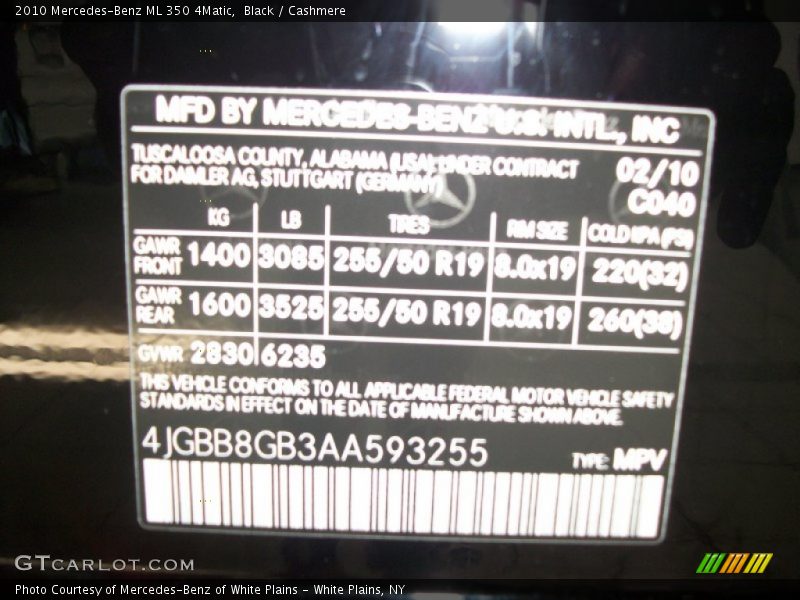 2010 Mercedes-Benz ML 350 4Matic, Black / Cashmere
MFD BY MERCEDES-BENZ U.S. INTL., INC
TUSCALOOSA COUNTY, ALABAMA (USA) UNDER CONTRACT 02/10
FOR DAIMLER AG, STUTTGART (GERMANY) C040
KG LB TIRES RIM SIZE COLD IPA (PSI)
GAWR FRONT 1400 3085 255/50 R19 8.0x19 220(32)
GAWR REAR 1600 3525 255/50 R19 8.0x19 260(38)
GVWR 2830 6235
THIS VEHICLE CONFORMS TO ALL APPLICABLE FEDERAL MOTOR VEHICLE SAFETY
STANDARDS IN EFFECT ON THE DATE OF MANUFACTURE SHOWN ABOVE.
4JGBB8GB3AA593255 TYPE: MPV
GTCARLOT.COM
Photo Courtesy of Mercedes-Benz of White Plains - White Plains, NY